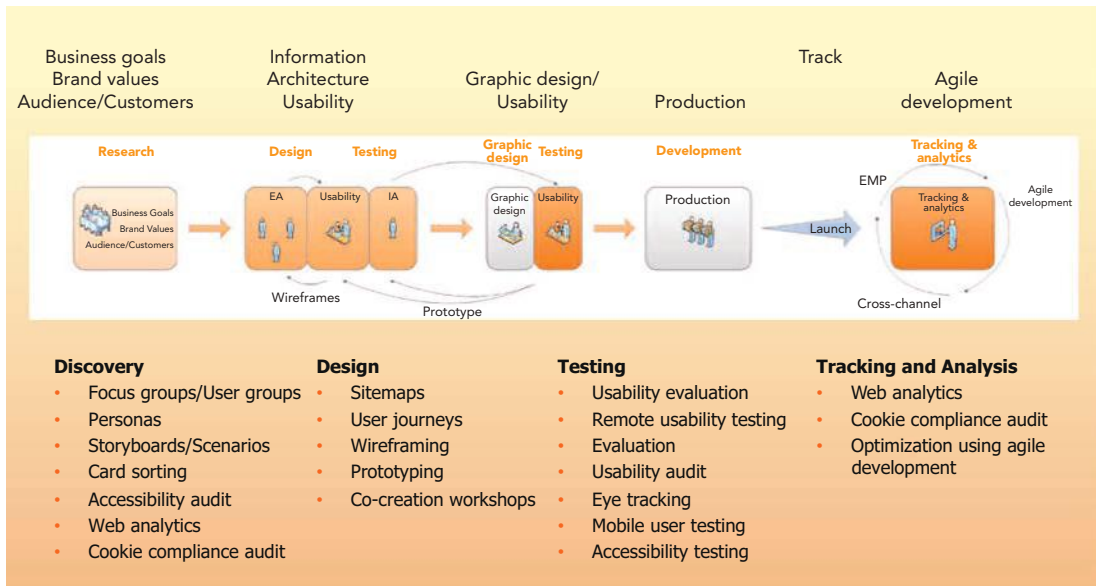 Business goals
Brand values
Audience/Customers
Information
Architecture
Usability
Graphic design/
Usability
Production
Track
Agile
development
Research
Design
Testing
Graphic
design
Testing
Development
Tracking &
analytics
Business Goals
Brand Values
Audience/Customers
EA
Usability
IA
Wireframes
Prototype
Graphic
design
Usability
Production
Launch
EMP
Tracking &
analytics
Agile
development
Cross-channel
Discovery
• Focus groups/User groups
• Personas
• Storyboards/Scenarios
• Card sorting
• Accessibility audit
• Web analytics
• Cookie compliance audit
Design
• Sitemaps
• User journeys
• Wireframing
• Prototyping
• Co-creation workshops
Testing
• Usability evaluation
• Remote usability testing
• Evaluation
• Usability audit
• Eye tracking
• Mobile user testing
• Accessibility testing
Tracking and Analysis
• Web analytics
• Cookie compliance audit
• Optimization using agile
development